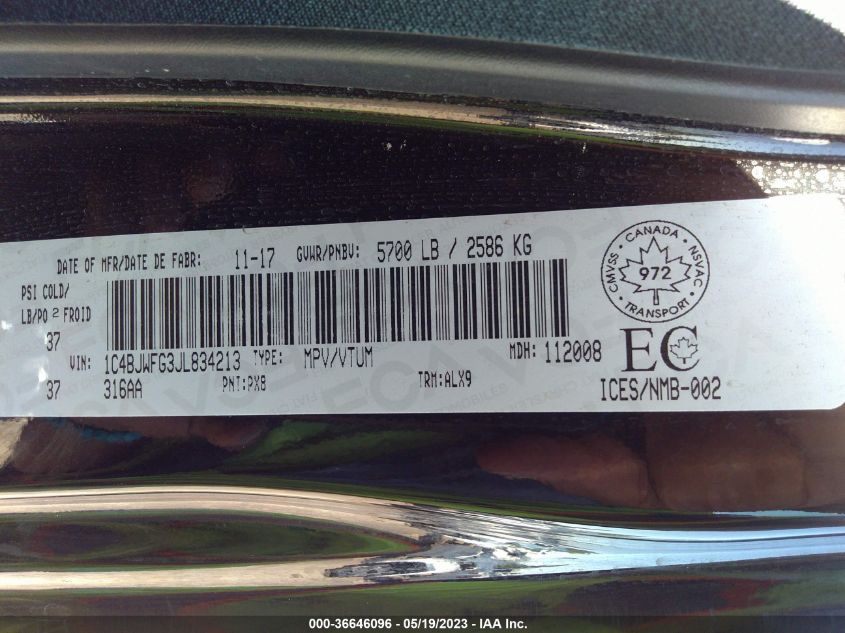 DATE OF MFR/DATE DE FABR: 11-17 GVWR/PNBV: 5700 LB / 2586 KG
PSI COLD/
LB/PO 2 FROID
37
VIN: 1C4BJWFG3JL834213 TYPE: MPV/VTUM MDH: 112008
37 316AA PNT:PX8 TRM:ALX9
CMVSS • CANADA • NSVAC
972
TRANSPORT
EC
ICES/NMB-002
000-36646096 - 05/19/2023 - IAA Inc.